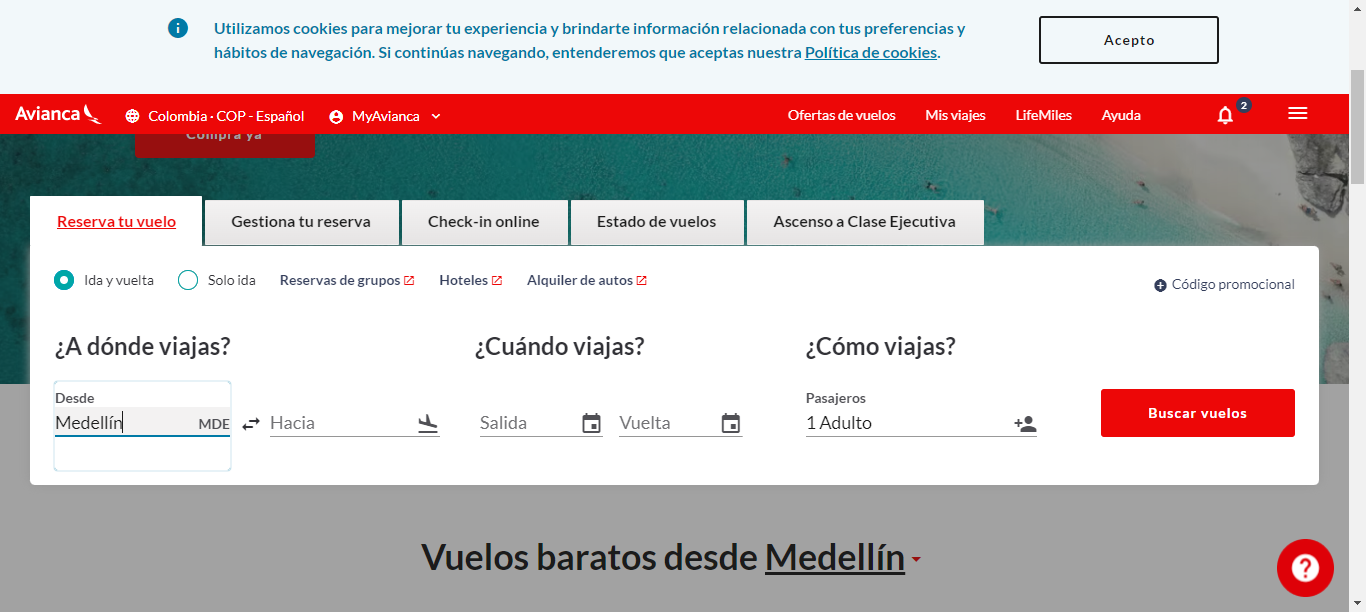 Utilizamos cookies para mejorar tu experiencia y brindarte información relacionada con tus preferencias y
hábitos de navegación. Si continúas navegando, entenderemos que aceptas nuestra Política de cookies.
Acepto
Avianca
Colombia · COP - Español
MyAvianca
Ofertas de vuelos
Mis viajes
LifeMiles
Ayuda
2
Compra ya
Reserva tu vuelo
Gestiona tu reserva
Check-in online
Estado de vuelos
Ascenso a Clase Ejecutiva
Ida y vuelta
Solo ida
Reservas de grupos
Hoteles
Alquiler de autos
Código promocional
¿A dónde viajas?
¿Cuándo viajas?
¿Cómo viajas?
Desde
Medellín MDE
Hacia
Salida
Vuelta
Pasajeros
1 Adulto
Buscar vuelos
Vuelos baratos desde Medellín